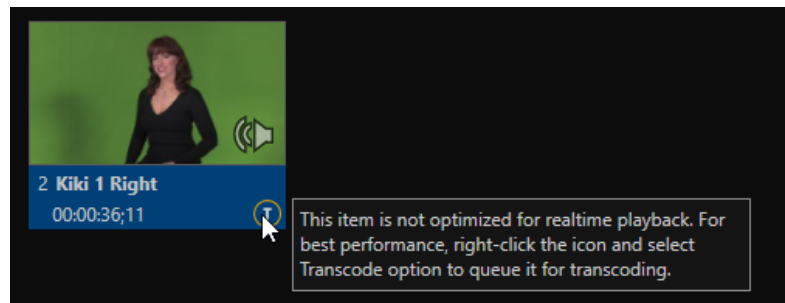 2 Kiki 1 Right
00:00:36;11
T
This item is not optimized for realtime playback. For
best performance, right-click the icon and select
Transcode option to queue it for transcoding.